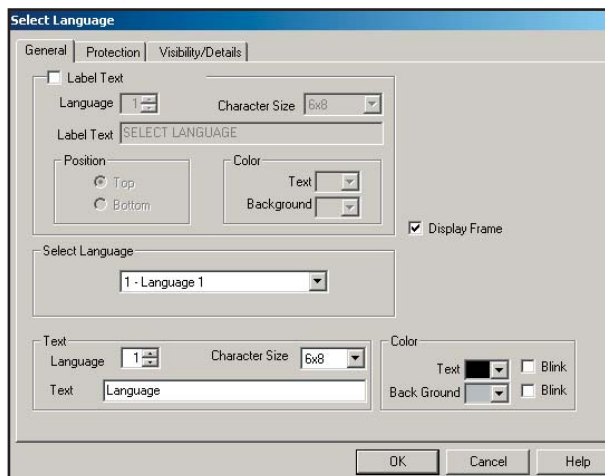 Select Language
General Protection Visibility/Details
Label Text
Language 1 Character Size 6x8
Label Text SELECT LANGUAGE
Position Color
Top Text
Bottom Background
Display Frame
Select Language
1 - Language 1
Text Color
Language 1 Character Size 6x8 Text Blink
Text Language Back Ground Blink
OK Cancel Help